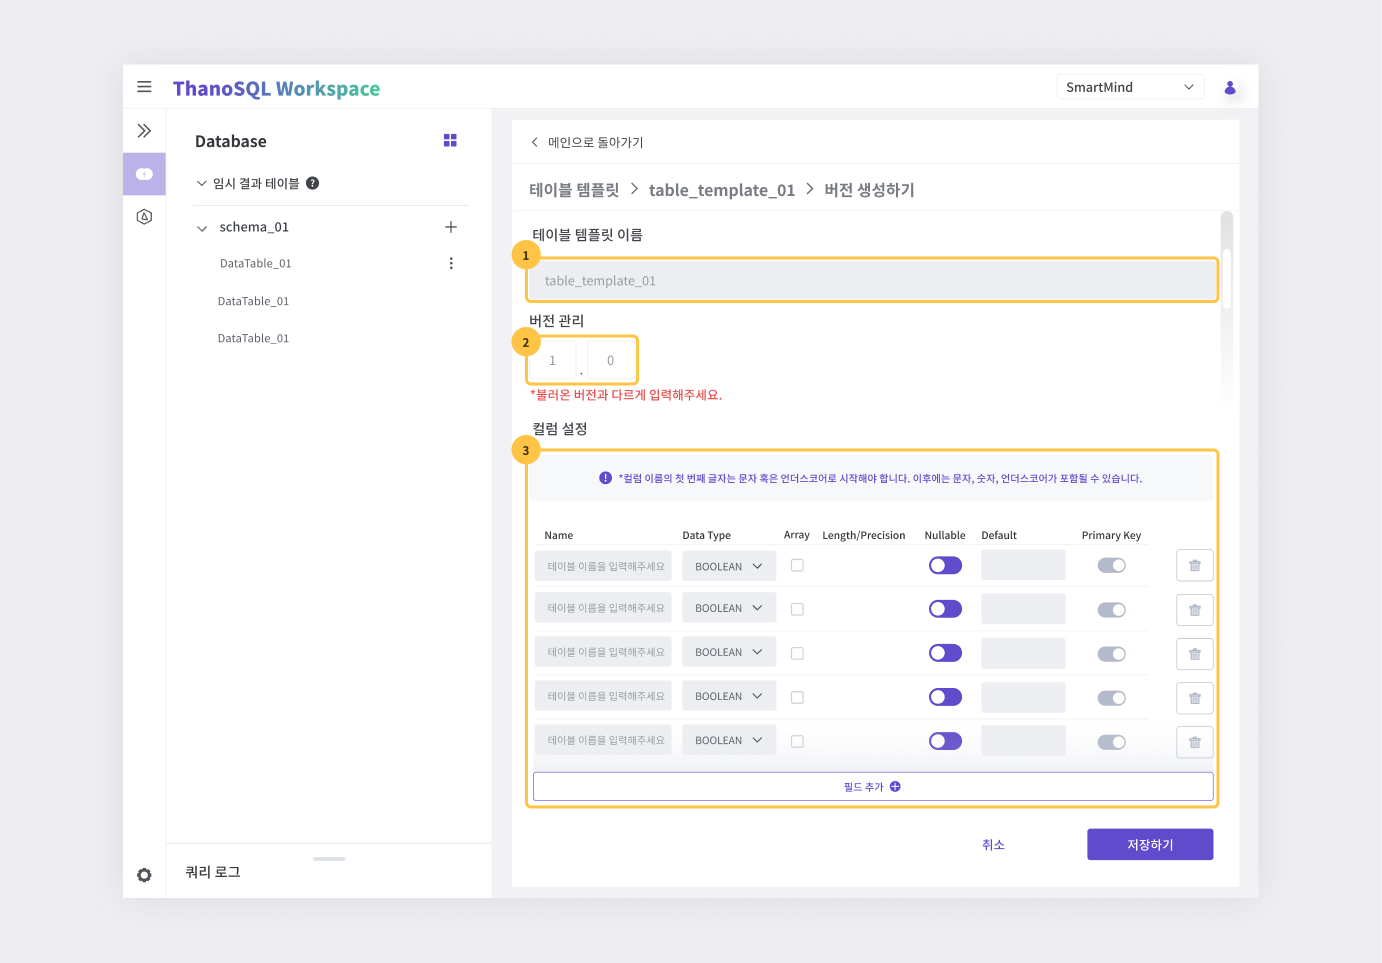 ThanoSQL Workspace
SmartMind
Database
임시 결과 테이블 ?
schema_01
DataTable_01
DataTable_01
DataTable_01
쿼리 로그
메인으로 돌아가기
테이블 템플릿 > table_template_01 > 버전 생성하기
테이블 템플릿 이름
1
table_template_01
버전 관리
2
1 . 0
*불러온 버전과 다르게 입력해주세요.
컬럼 설정
3
! *컬럼 이름의 첫 번째 글자는 문자 혹은 언더스코어로 시작해야 합니다. 이후에는 문자, 숫자, 언더스코어가 포함될 수 있습니다.
Name Data Type Array Length/Precision Nullable Default Primary Key
테이블 이름을 입력해주세요 BOOLEAN
테이블 이름을 입력해주세요 BOOLEAN
테이블 이름을 입력해주세요 BOOLEAN
테이블 이름을 입력해주세요 BOOLEAN
테이블 이름을 입력해주세요 BOOLEAN
필드 추가
취소 저장하기